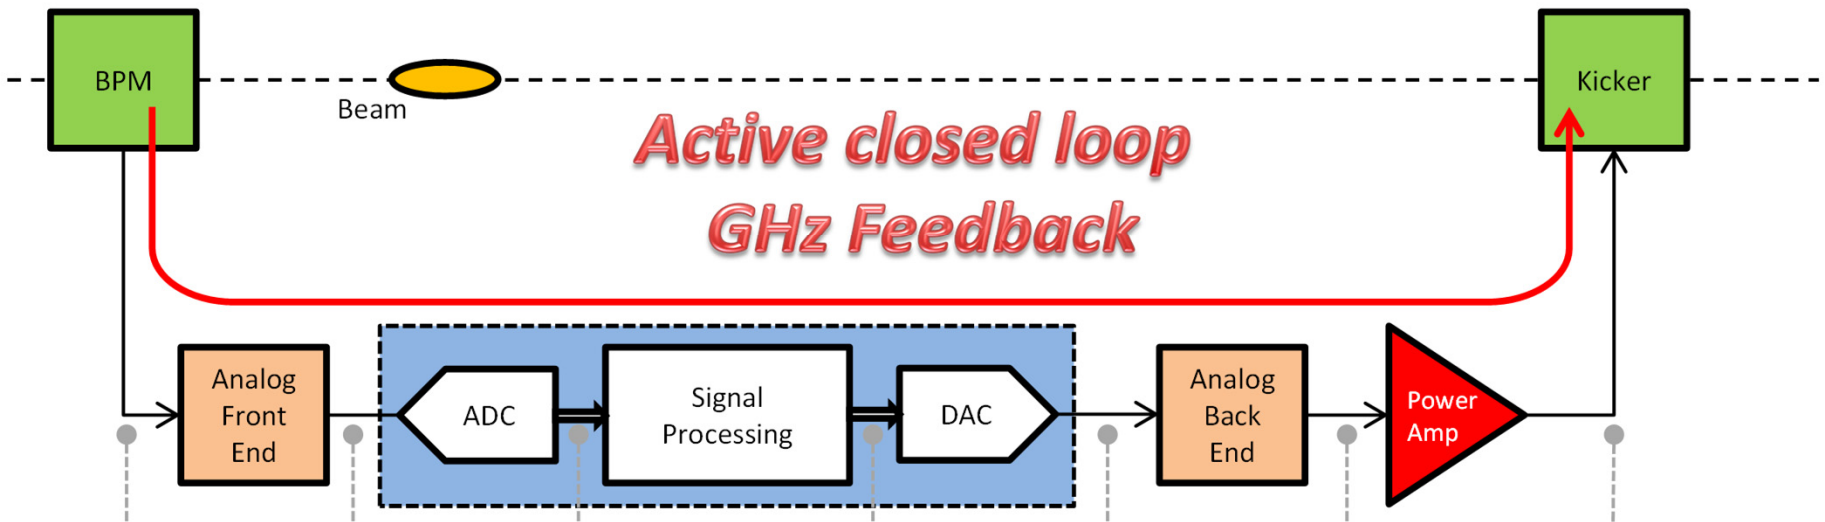 BPM
Beam
Kicker
Active closed loop
GHz Feedback
Analog
Front
End
ADC
Signal
Processing
DAC
Analog
Back
End
Power
Amp